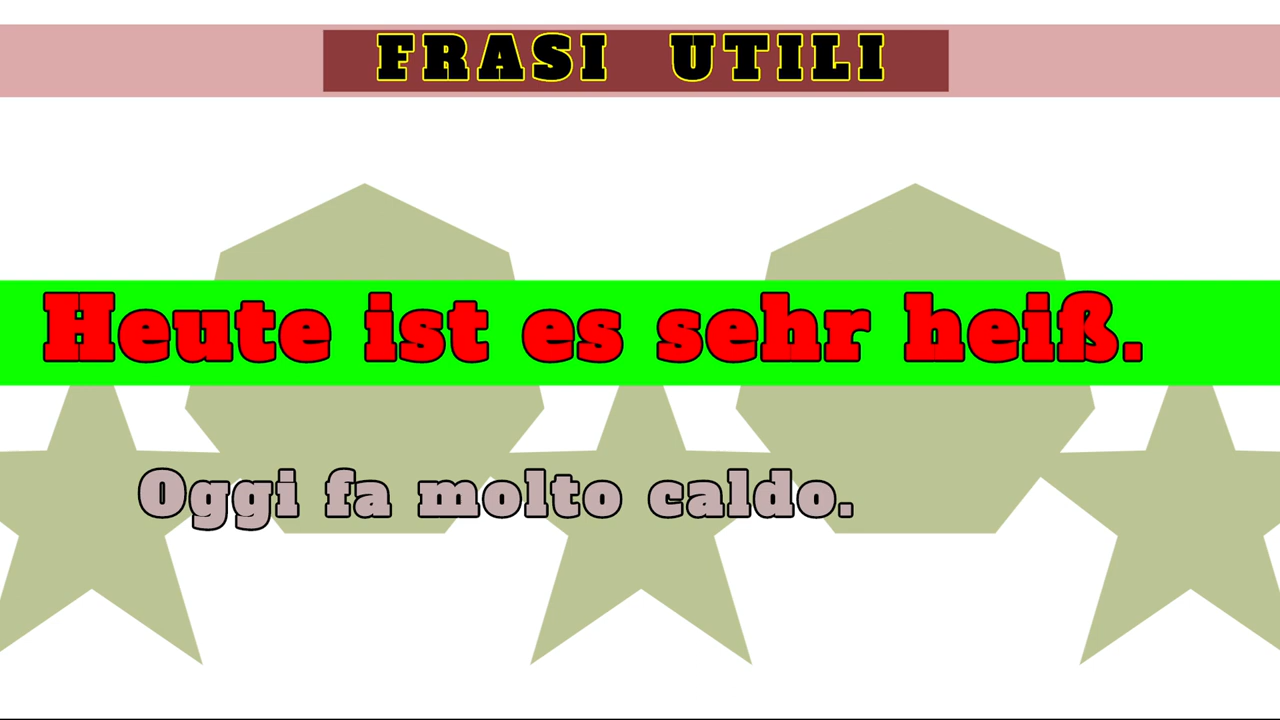 FRASI UTILI
Heute ist es sehr heiß.
Oggi fa molto caldo.